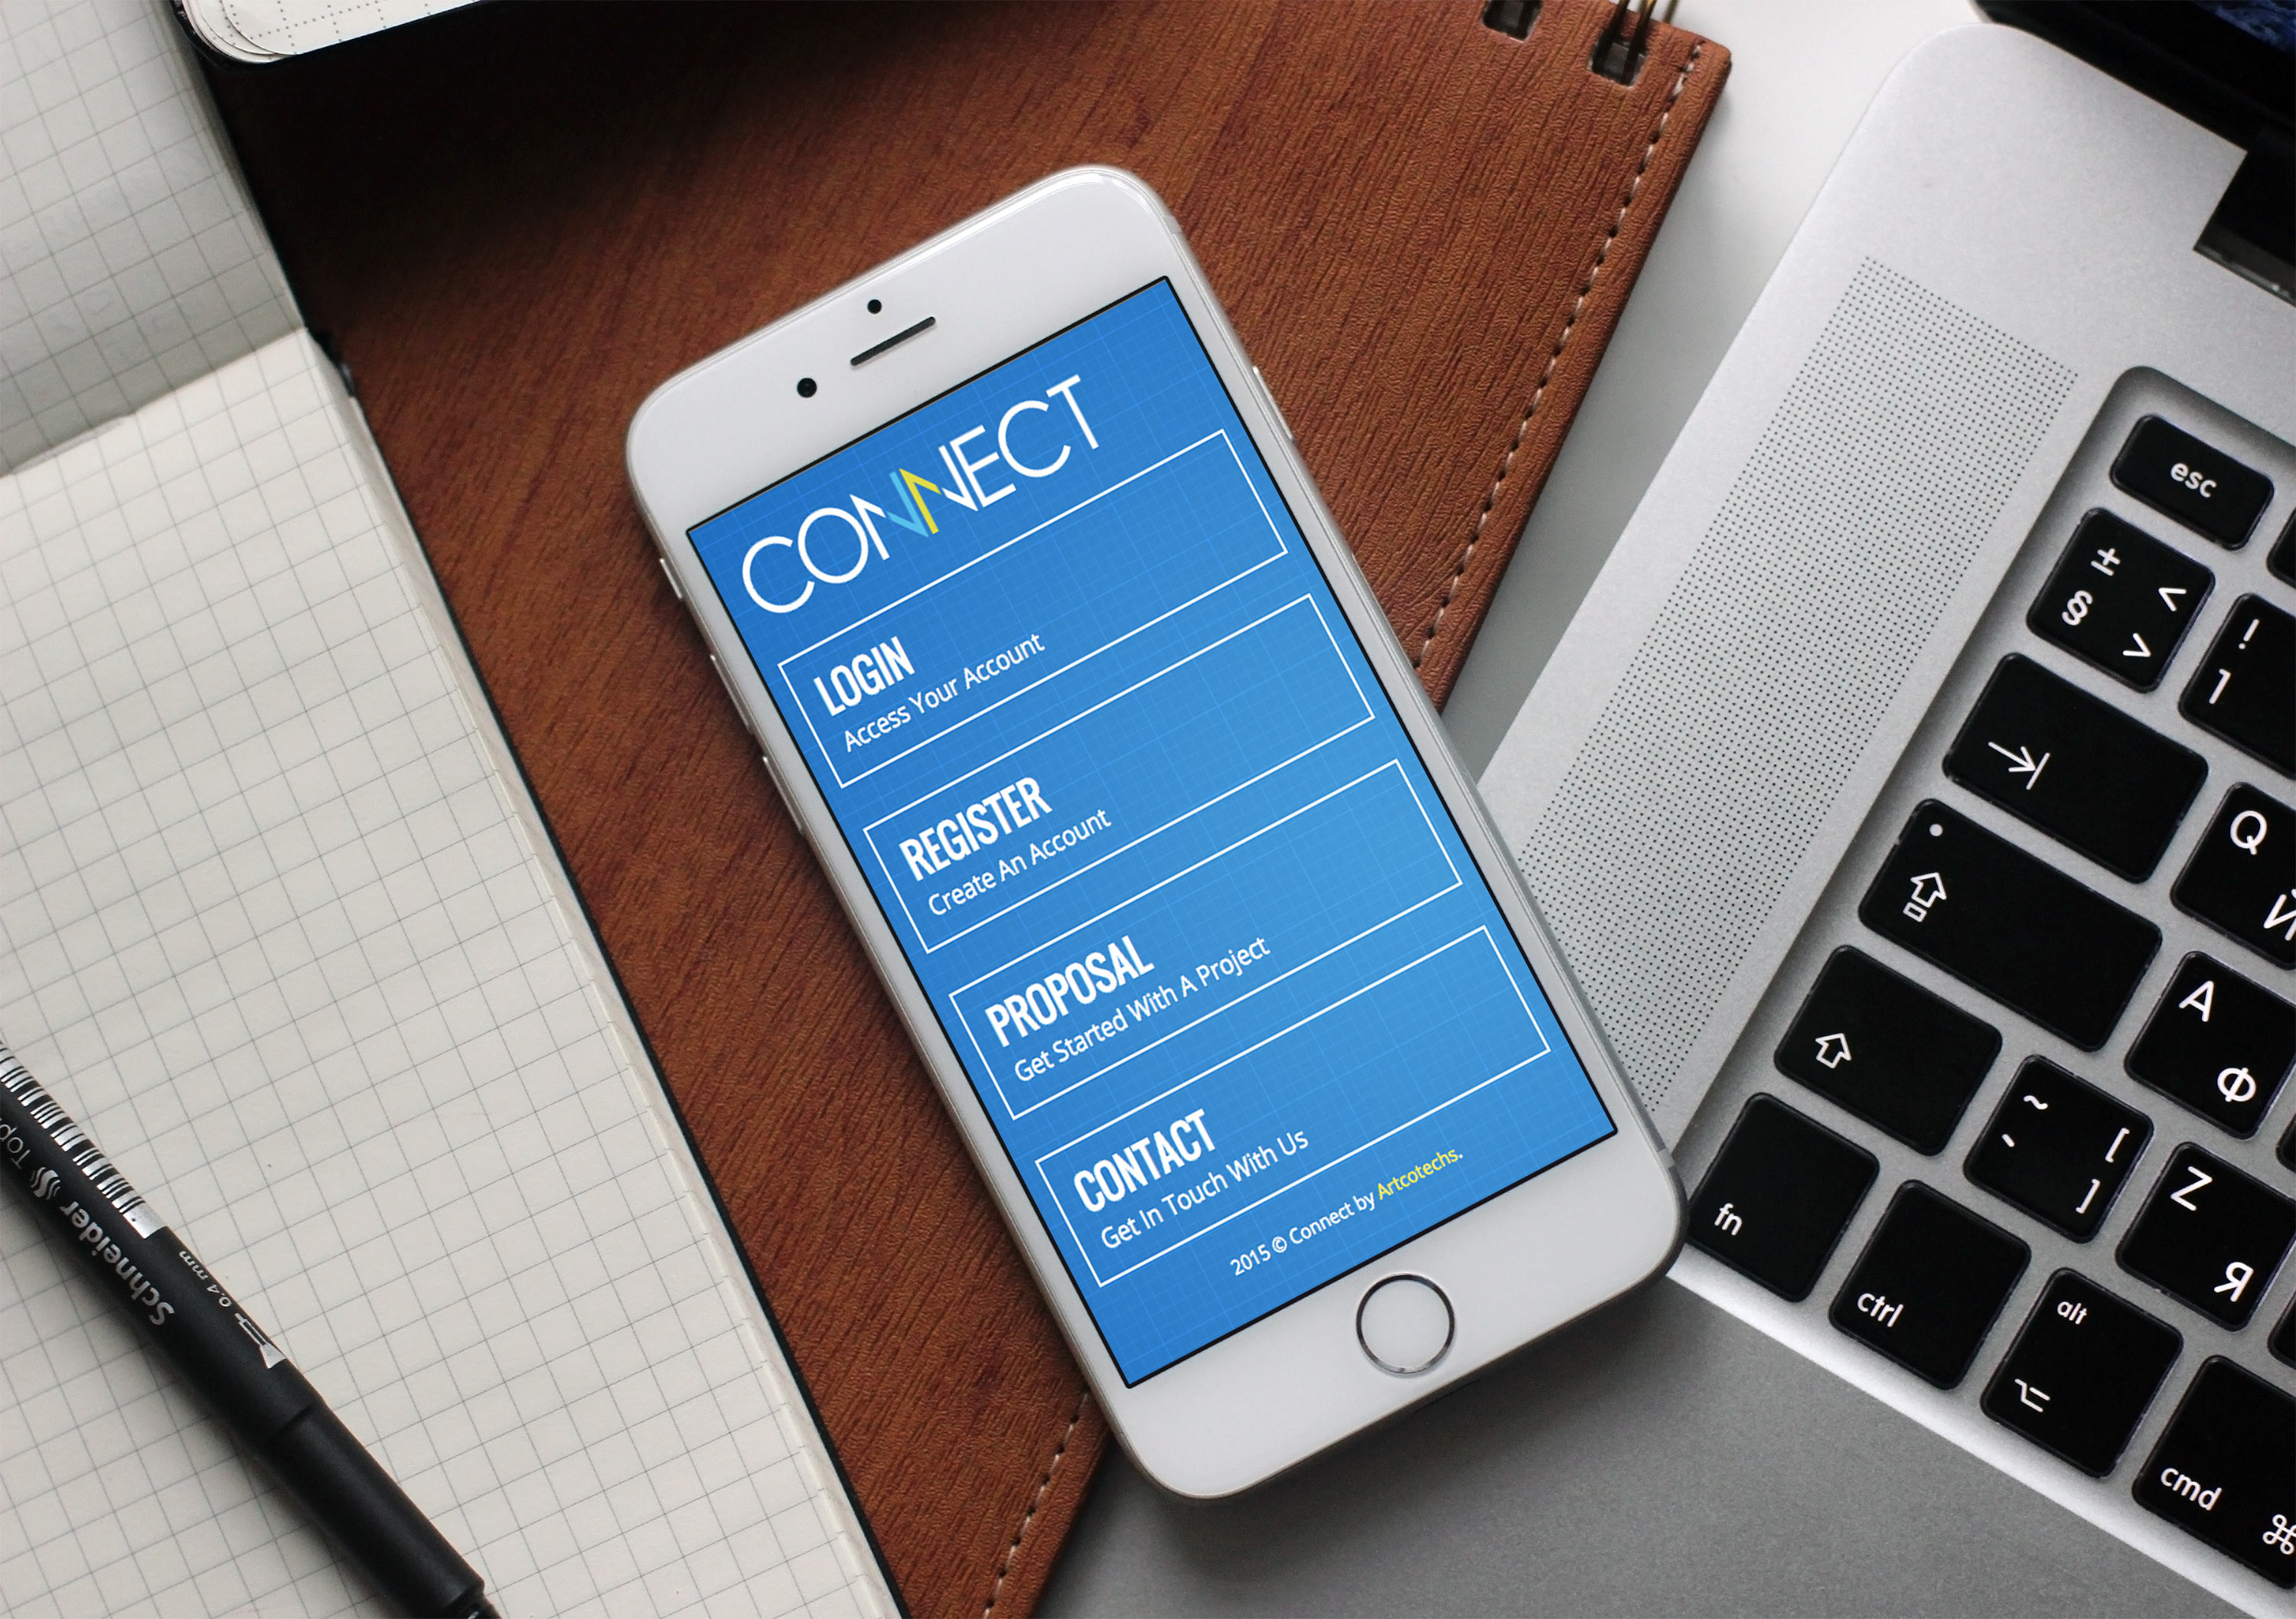 CONNECT
LOGIN
Access Your Account
REGISTER
Create An Account
PROPOSAL
Get Started With A Project
CONTACT
Get In Touch With Us
2015 © Connect by Artcotechs.
Schneider
0.4 mm
esc
±
§
<
>
!
1
Q
Й
A
Ф
~
[
]
Z
Я
fn
ctrl
alt
cmd
⌘